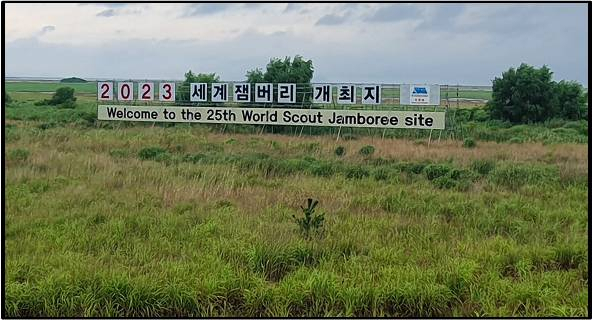 2023 세계잼버리 개최지
Welcome to the 25th World Scout Jamboree site